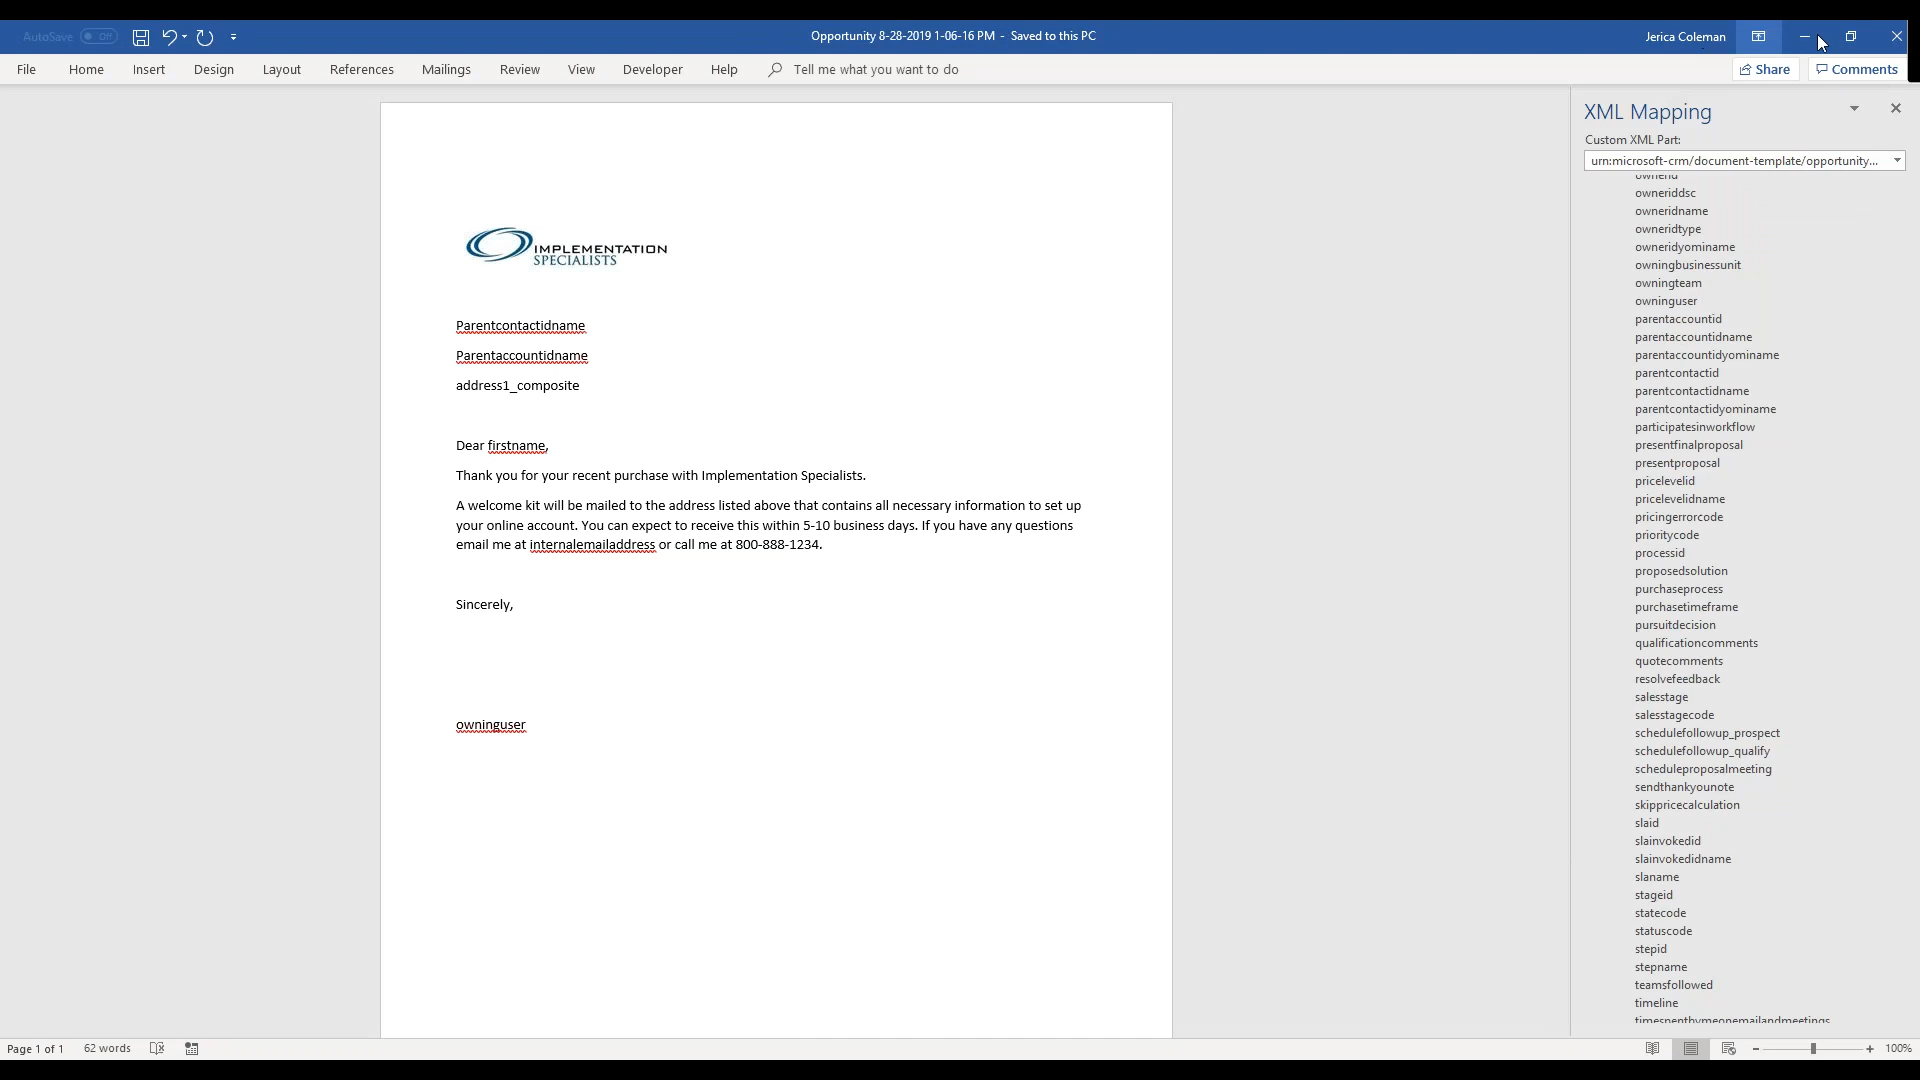 AutoSave Off
Opportunity 8-28-2019 1-06-16 PM - Saved to this PC
Jerica Coleman
File Home Insert Design Layout References Mailings Review View Developer Help Tell me what you want to do Share Comments
IMPLEMENTATION
SPECIALISTS
Parentcontactidname
Parentaccountidname
address1_composite
Dear firstname,
Thank you for your recent purchase with Implementation Specialists.
A welcome kit will be mailed to the address listed above that contains all necessary information to set up
your online account. You can expect to receive this within 5-10 business days. If you have any questions
email me at internalemailaddress or call me at 800-888-1234.
Sincerely,
owninguser
XML Mapping
Custom XML Part:
urn:microsoft-crm/document-template/opportunity...
ownerid
owneriddsc
owneridname
owneridtype
owneridyominame
owningbusinessunit
owningteam
owninguser
parentaccountid
parentaccountidname
parentaccountidyominame
parentcontactid
parentcontactidname
parentcontactidyominame
participatesinworkflow
presentfinalproposal
presentproposal
pricelevelid
pricelevelidname
pricingerrorcode
prioritycode
processid
proposedsolution
purchaseprocess
purchasetimeframe
pursuitdecision
qualificationcomments
quotecomments
resolvefeedback
salesstage
salesstagecode
schedulefollowup_prospect
schedulefollowup_qualify
scheduleproposalmeeting
sendthankyounote
skippricecalculation
slaid
slainvokedid
slainvokedidname
slaname
stageid
statecode
statuscode
stepid
stepname
teamsfollowed
timeline
timespentbymeonemailandmeetings
Page 1 of 1 62 words
100%